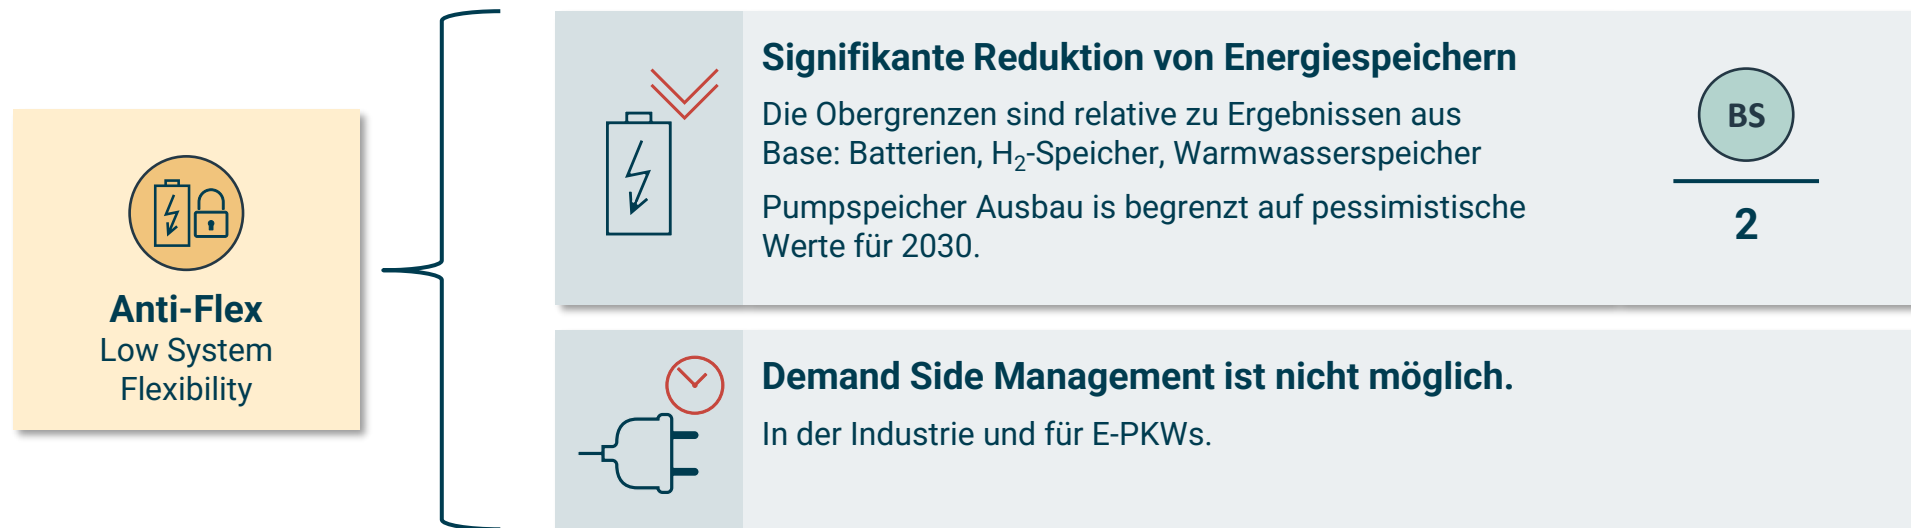 Anti-Flex
Low System
Flexibility
Signifikante Reduktion von Energiespeichern
Die Obergrenzen sind relative zu Ergebnissen aus
Base: Batterien, H₂-Speicher, Warmwasserspeicher
Pumpspeicher Ausbau is begrenzt auf pessimistische
Werte für 2030.
BS
2
Demand Side Management ist nicht möglich.
In der Industrie und für E-PKWs.